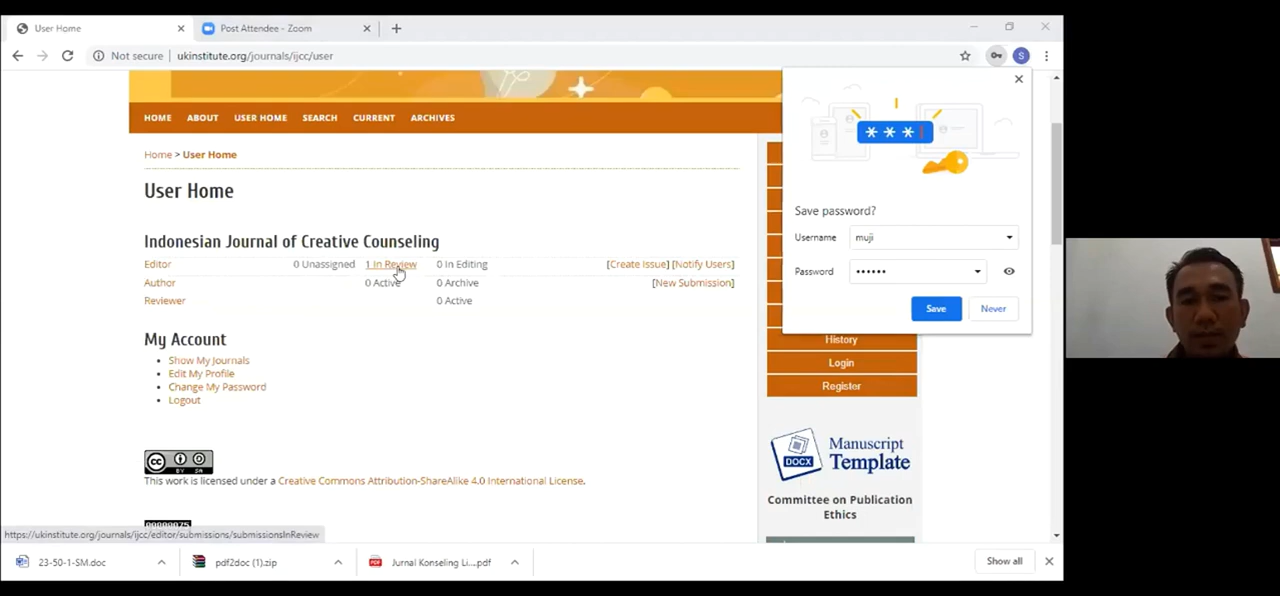 User Home
Post Attendee - Zoom
Not secure
ukinstitute.org/journals/ijcc/user
S
HOME
ABOUT
USER HOME
SEARCH
CURRENT
ARCHIVES
Home > User Home
User Home
Indonesian Journal of Creative Counseling
Editor 0 Unassigned 1 In Review 0 In Editing [Create Issue] [Notify Users]
Author 0 Active 0 Archive [New Submission]
Reviewer 0 Active
My Account
Show My Journals
Edit My Profile
Change My Password
Logout
CC BY SA
This work is licensed under a Creative Commons Attribution-ShareAlike 4.0 International License.
00000075
***
Save password?
Username muji
Password ••••••
Save Never
History
Login
Register
DOCX
Manuscript
Template
Committee on Publication
Ethics
https://ukinstitute.org/journals/ijcc/editor/submissions/submissionsInReview
23-50-1-SM.doc
pdf2doc (1).zip
PDF
Jurnal Konseling Li....pdf
Show all